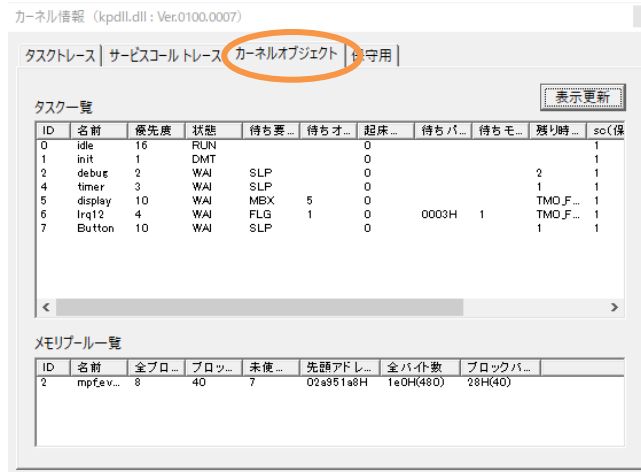 カーネル情報 (kpdll.dll : Ver.0100.0007)
タスクトレース サービスコール トレース カーネルオブジェクト 保守用
表示更新
タスク一覧
ID 名前 優先度 状態 待ち要... 待ちオ... 起床... 待ちパ... 待ちモ... 残り時... sc(保
0 idle 16 RUN 0 1
1 init 1 DMT 0 1
2 debug 2 WAI SLP 0 2 1
4 timer 3 WAI SLP 0 1 1
5 display 10 WAI MBX 5 0 TMO_F... 1
6 Irq12 4 WAI FLG 1 0 0003H 1 TMO_F... 1
7 Button 10 WAI SLP 0 1 1
メモリプール一覧
ID 名前 全ブロ... ブロッ... 未使... 先頭アドレ... 全バイト数 ブロックバ...
2 mpf_ev... 8 40 7 02a951a8H 1e0H(480) 28H(40)